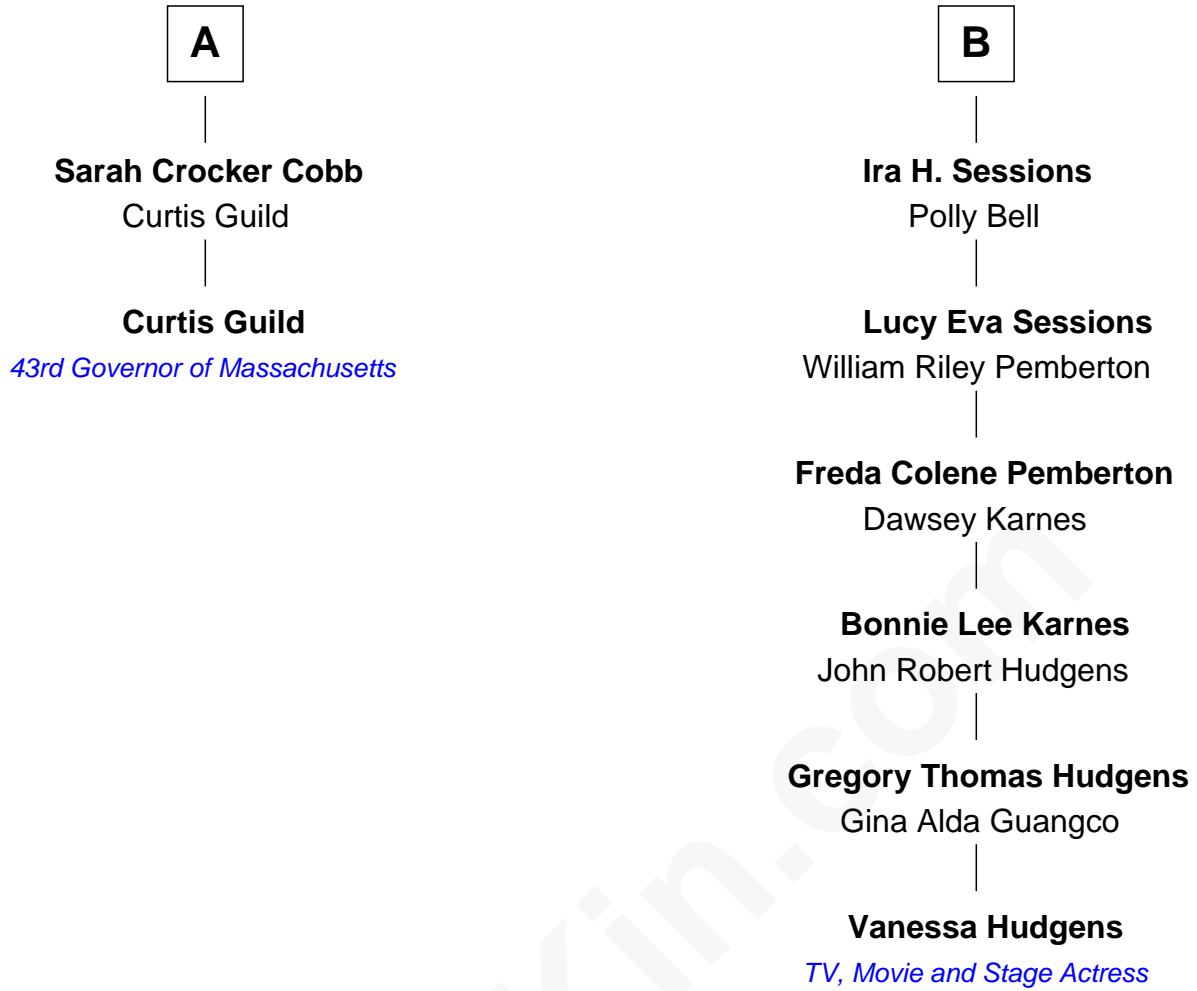 A
Sarah Crocker Cobb
Curtis Guild
Curtis Guild
43rd Governor of Massachusetts
B
Ira H. Sessions
Polly Bell
Lucy Eva Sessions
William Riley Pemberton
Freda Colene Pemberton
Dawsey Karnes
Bonnie Lee Karnes
John Robert Hudgens
Gregory Thomas Hudgens
Gina Alda Guangco
Vanessa Hudgens
TV, Movie and Stage Actress
Kin.com